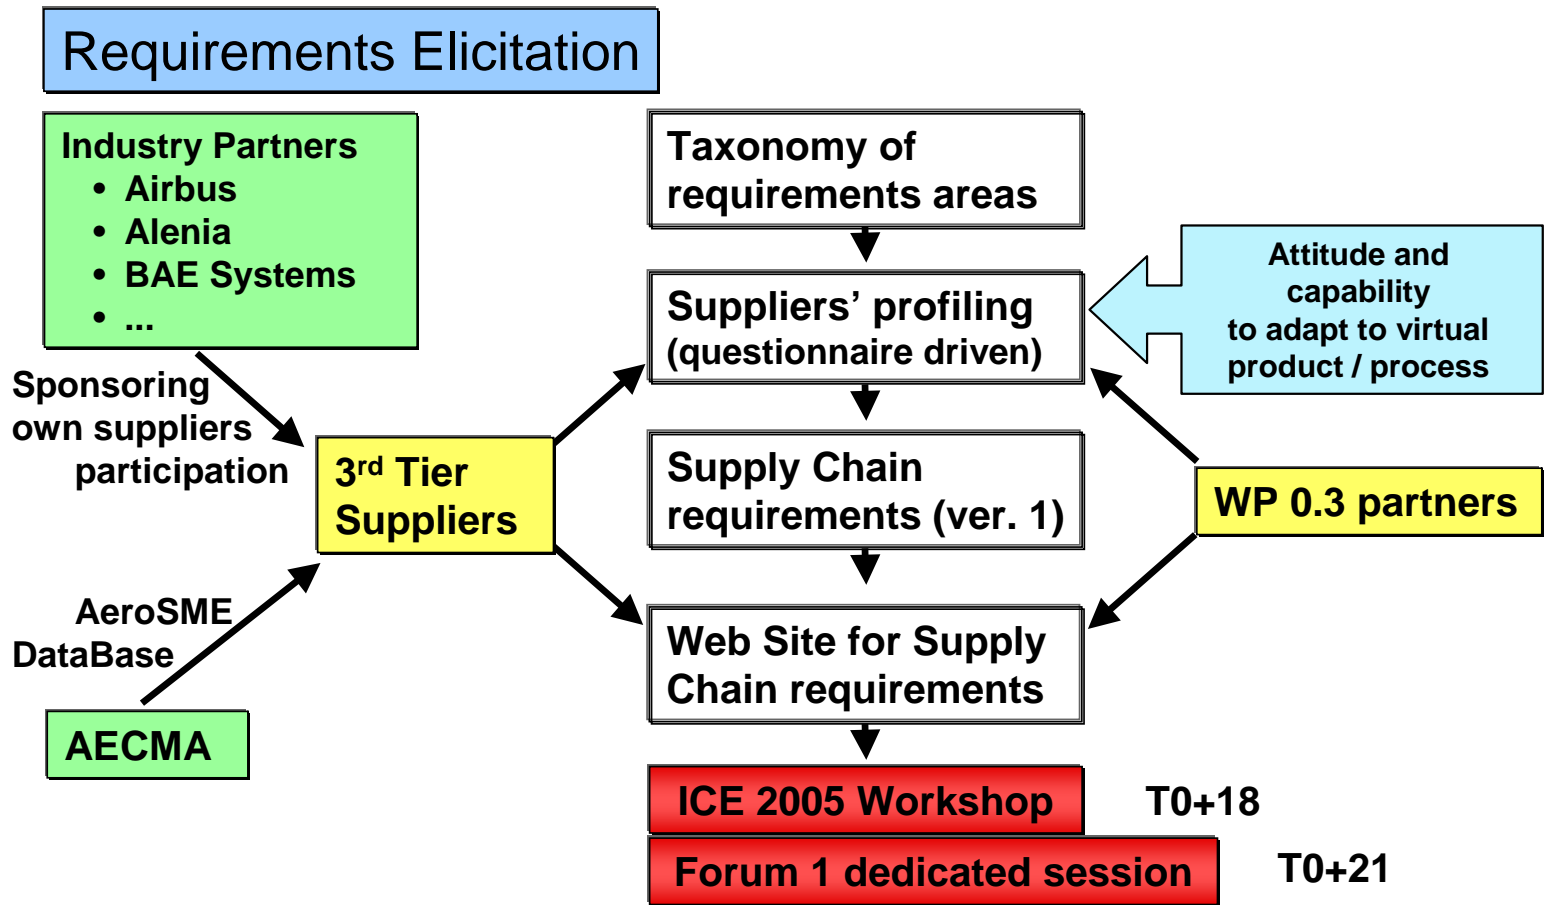 Requirements Elicitation
Industry Partners
• Airbus
• Alenia
• BAE Systems
• ...
Sponsoring
own suppliers
participation
3rd Tier
Suppliers
AeroSME
DataBase
AECMA
Taxonomy of
requirements areas
Suppliers’ profiling
(questionnaire driven)
Supply Chain
requirements (ver. 1)
Web Site for Supply
Chain requirements
ICE 2005 Workshop
T0+18
Forum 1 dedicated session
T0+21
Attitude and
capability
to adapt to virtual
product / process
WP 0.3 partners